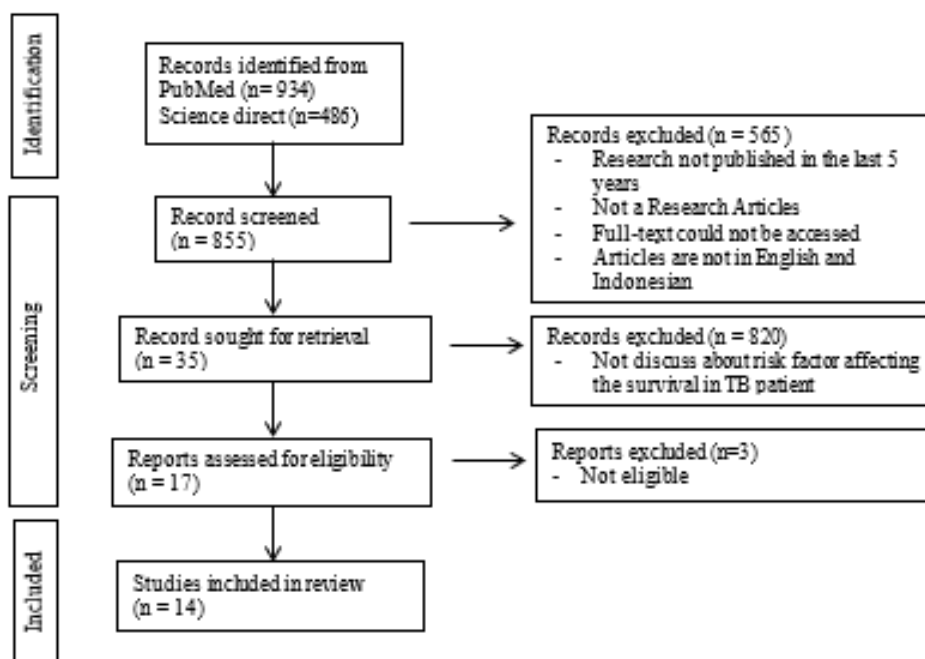 Identification
Records identified from
PubMed (n= 934)
Science direct (n=486)
Records excluded (n = 565)
- Research not published in the last 5
years
- Not a Research Articles
- Full-text could not be accessed
- Articles are not in English and
Indonesian
Screening
Record screened
(n = 855)
Record sought for retrieval
(n = 35)
Records excluded (n = 820)
- Not discuss about risk factor affecting
the survival in TB patient
Reports assessed for eligibility
(n = 17)
Reports excluded (n=3)
- Not eligible
Included
Studies included in review
(n = 14)